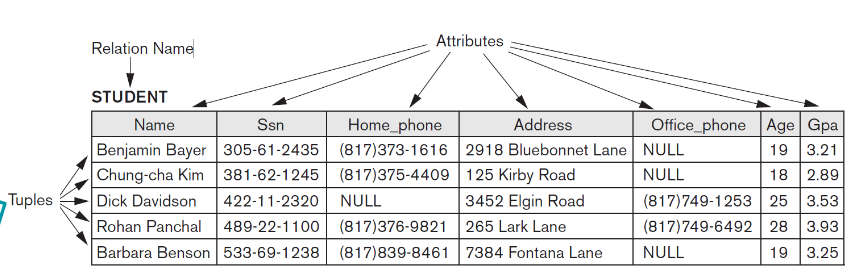 Attributes
Relation Name
STUDENT
Name Ssn Home_phone Address Office_phone Age Gpa
Benjamin Bayer 305-61-2435 (817)373-1616 2918 Bluebonnet Lane NULL 19 3.21
Chung-cha Kim 381-62-1245 (817)375-4409 125 Kirby Road NULL 18 2.89
Tuples Dick Davidson 422-11-2320 NULL 3452 Elgin Road (817)749-1253 25 3.53
Rohan Panchal 489-22-1100 (817)376-9821 265 Lark Lane (817)749-6492 28 3.93
Barbara Benson 533-69-1238 (817)839-8461 7384 Fontana Lane NULL 19 3.25